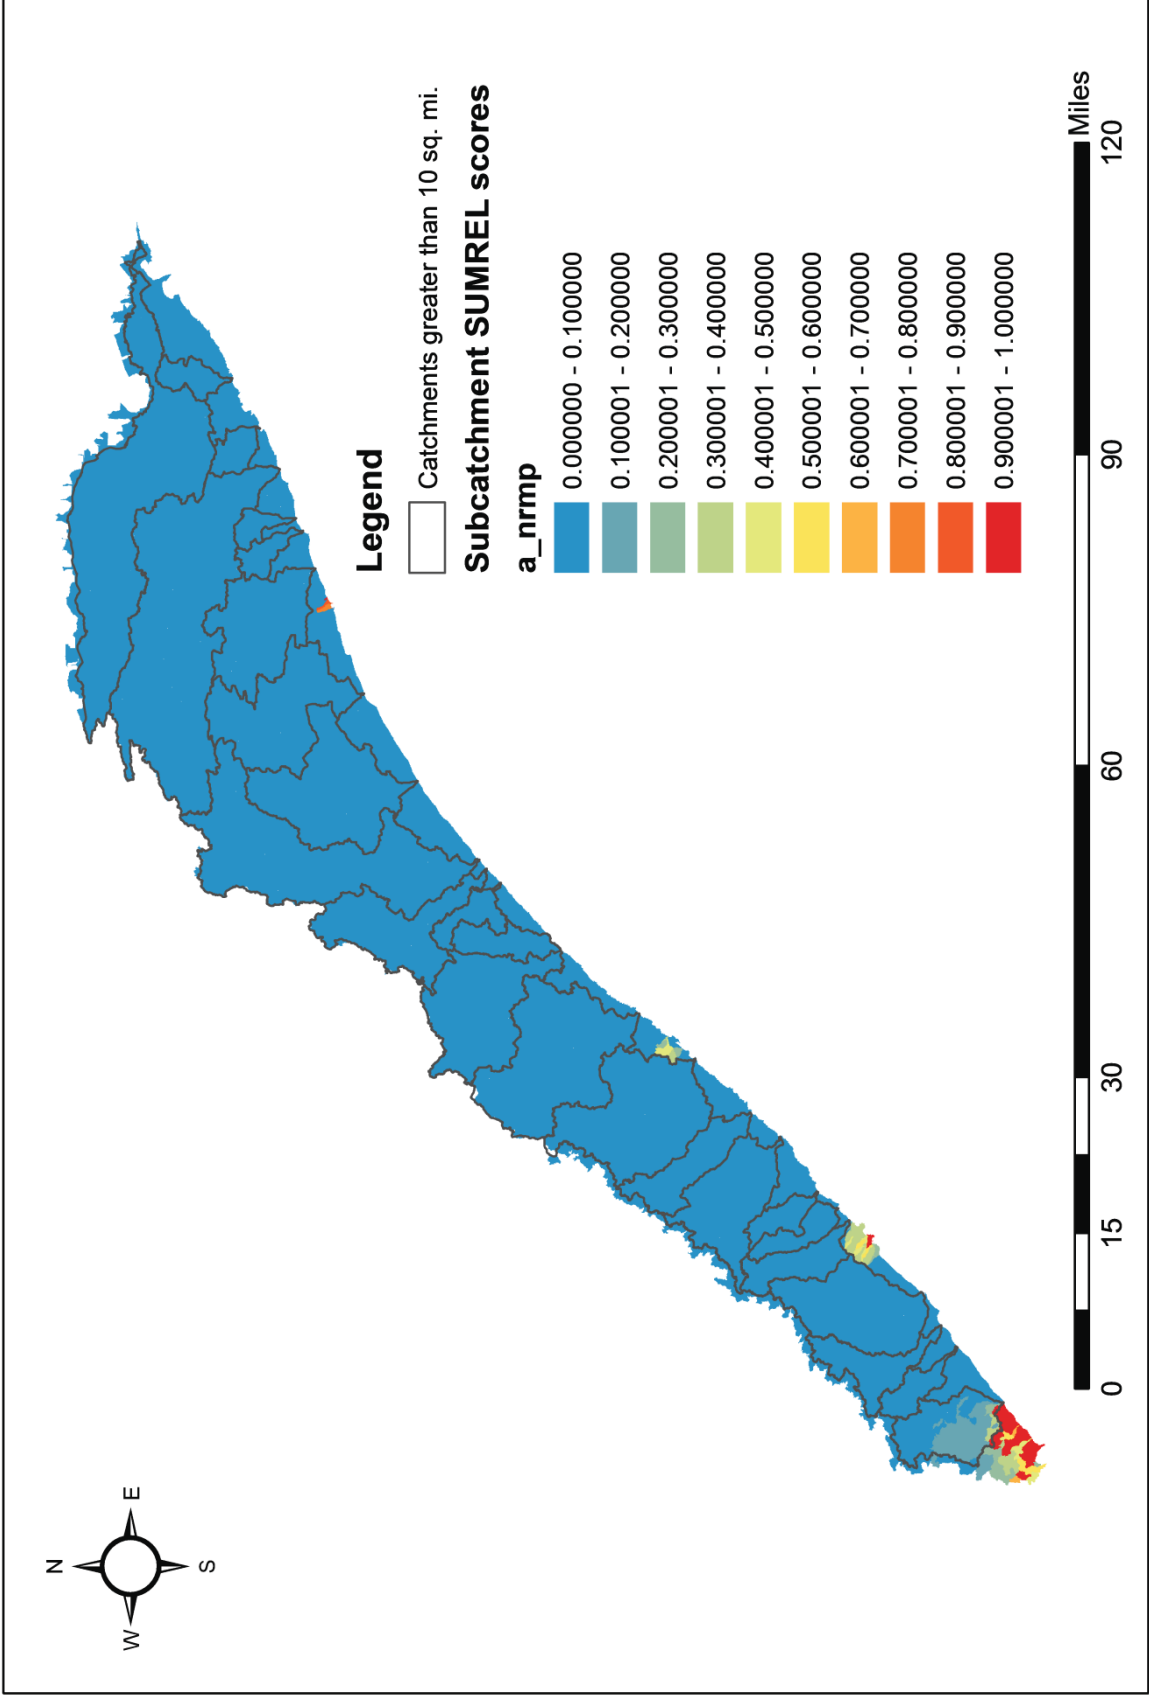 N
W
E
S
Legend
Catchments greater than 10 sq. mi.
Subcatchment SUMREL scores
a_nrmp
0.000000 - 0.100000
0.100001 - 0.200000
0.200001 - 0.300000
0.300001 - 0.400000
0.400001 - 0.500000
0.500001 - 0.600000
0.600001 - 0.700000
0.700001 - 0.800000
0.800001 - 0.900000
0.900001 - 1.000000
0 15 30 60 90 120
Miles